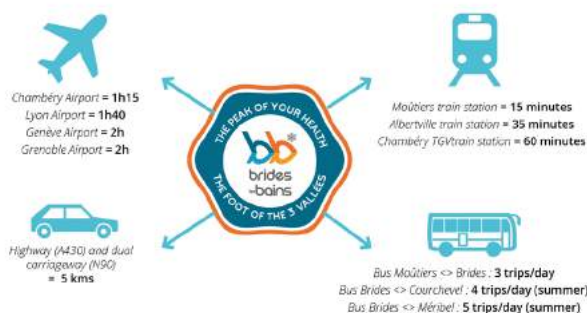 Chambéry Airport = 1h15
Lyon Airport = 1h40
Genève Airport = 2h
Grenoble Airport = 2h
Moûtiers train station = 15 minutes
Albertville train station = 35 minutes
Chambéry TGVtrain station = 60 minutes
THE PEAK OF YOUR HEALTH
bb
brides
les bains
THE FOOT OF THE 3 VALLEES
Highway (A430) and dual
carriageway (N90)
= 5 kms
Bus Moûtiers <> Brides : 3 trips/day
Bus Brides <> Courchevel : 4 trips/day (summer)
Bus Brides <> Méribel : 5 trips/day (summer)